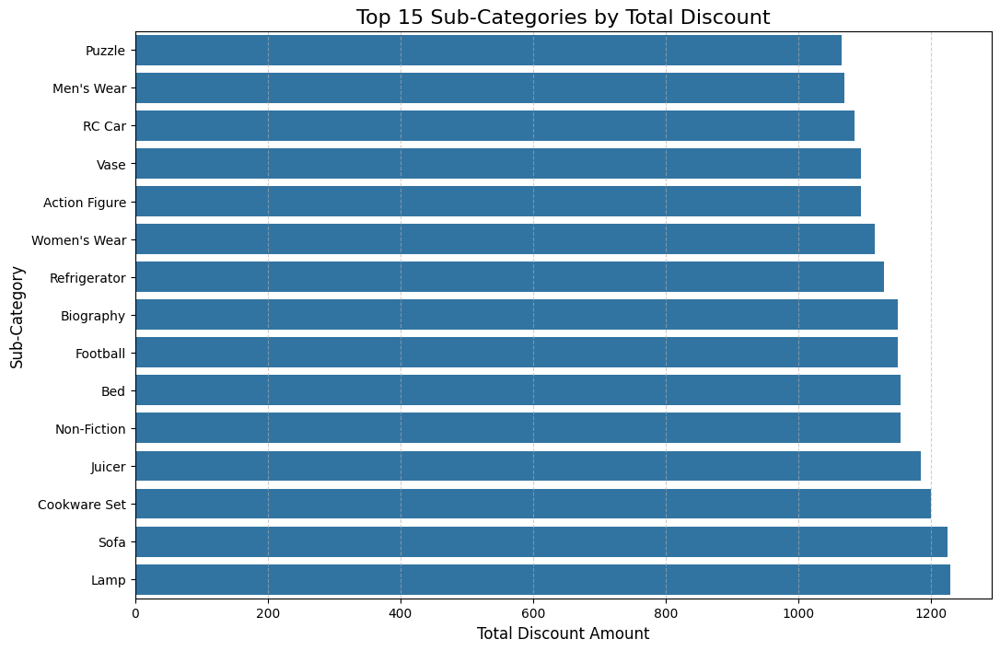 Top 15 Sub-Categories by Total Discount
Sub-Category
Puzzle
Men's Wear
RC Car
Vase
Action Figure
Women's Wear
Refrigerator
Biography
Football
Bed
Non-Fiction
Juicer
Cookware Set
Sofa
Lamp
0 200 400 600 800 1000 1200
Total Discount Amount